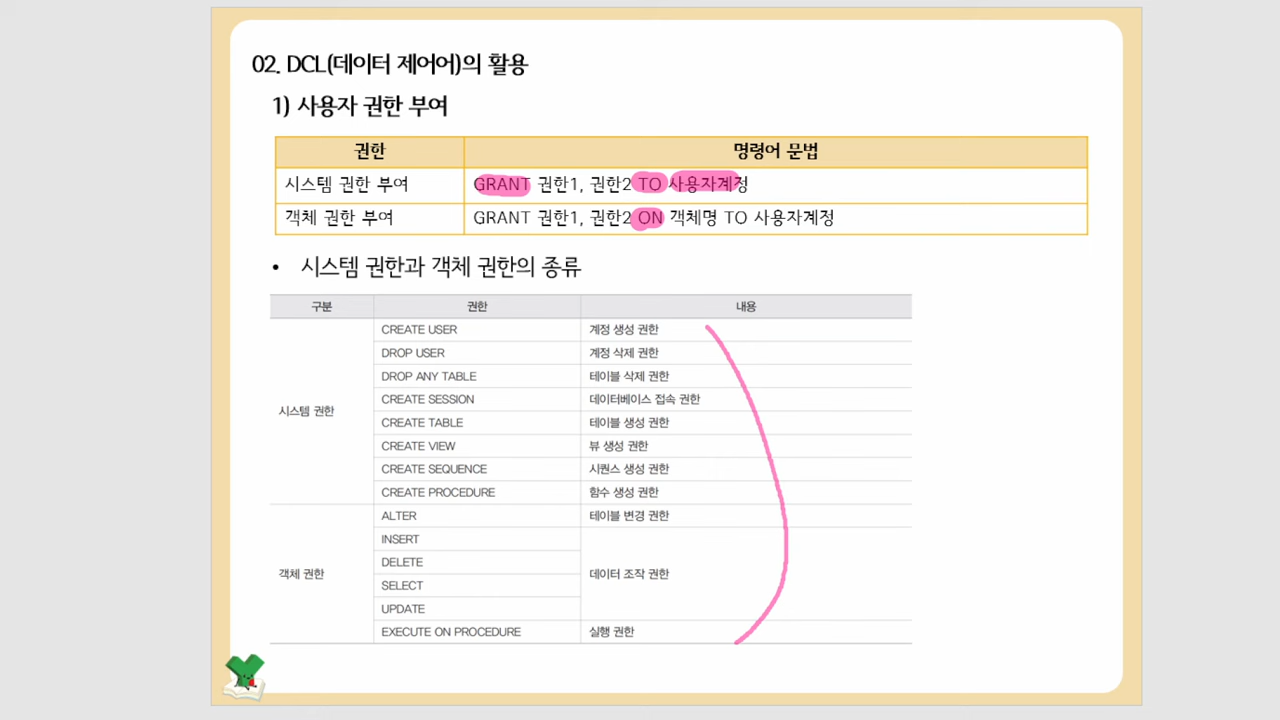 02. DCL(데이터 제어어)의 활용
1) 사용자 권한 부여
권한 명령어 문법
시스템 권한 부여 GRANT 권한1, 권한2 TO 사용자계정
객체 권한 부여 GRANT 권한1, 권한2 ON 객체명 TO 사용자계정
• 시스템 권한과 객체 권한의 종류
구분 권한 내용
시스템 권한
CREATE USER 계정 생성 권한
DROP USER 계정 삭제 권한
DROP ANY TABLE 테이블 삭제 권한
CREATE SESSION 데이터베이스 접속 권한
CREATE TABLE 테이블 생성 권한
CREATE VIEW 뷰 생성 권한
CREATE SEQUENCE 시퀀스 생성 권한
CREATE PROCEDURE 함수 생성 권한
객체 권한
ALTER 테이블 변경 권한
INSERT
DELETE
데이터 조작 권한
SELECT
UPDATE
EXECUTE ON PROCEDURE 실행 권한